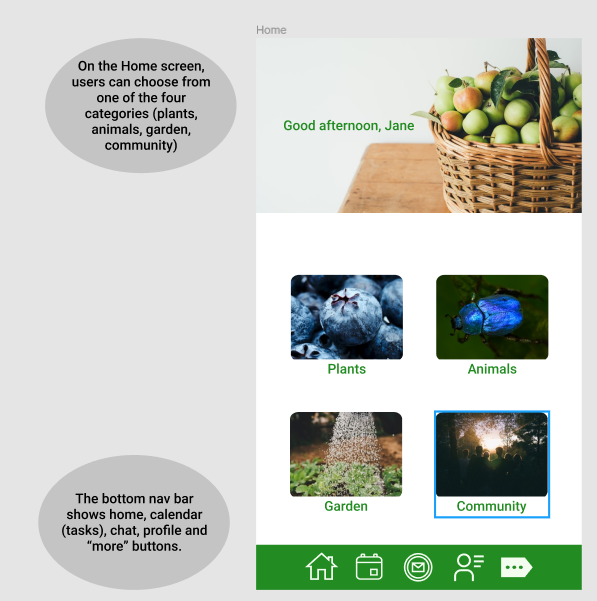 Home
On the Home screen,
users can choose from
one of the four
categories (plants,
animals, garden,
community)
Good afternoon, Jane
Plants
Animals
Garden
Community
The bottom nav bar
shows home, calendar
(tasks), chat, profile and
“more” buttons.